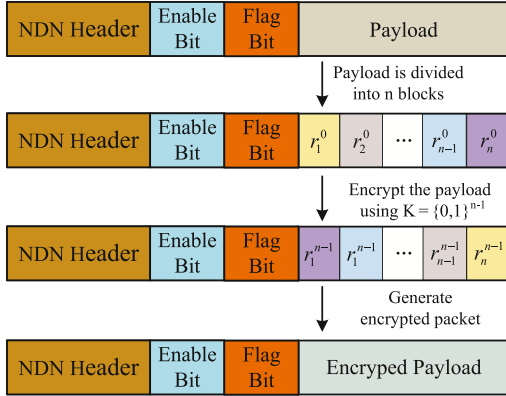 NDN Header Enable Bit Flag Bit Payload
Payload is divided
into n blocks
NDN Header Enable Bit Flag Bit r_1^0 r_2^0 ... r_{n-1}^0 r_n^0
Encrypt the payload
using K = {0,1}^{n-1}
NDN Header Enable Bit Flag Bit r_1^{n-1} r_1^{n-1} ... r_{n-1}^{n-1} r_n^{n-1}
Generate
encrypted packet
NDN Header Enable Bit Flag Bit Encryped Payload